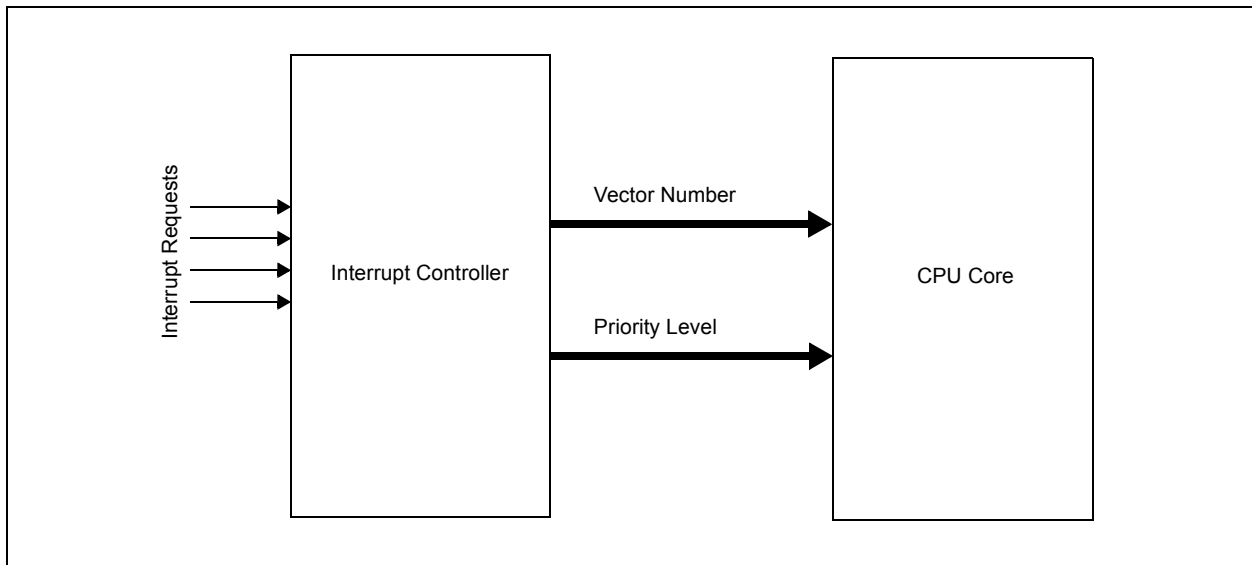 Interrupt Requests
Interrupt Controller
Vector Number
Priority Level
CPU Core